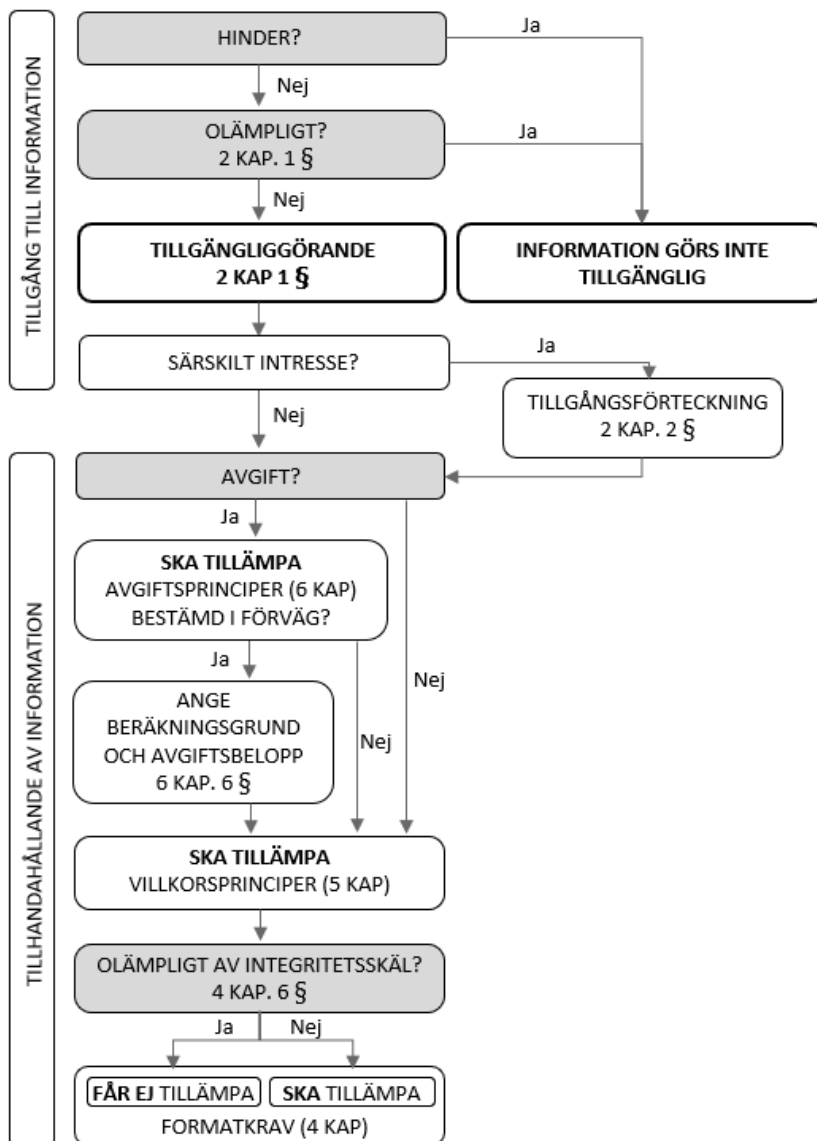 TILLGÅNG TILL INFORMATION
HINDER?
Ja
Nej
OLÄMPLIGT?
2 KAP. 1 §
Ja
Nej
TILLGÄNGLIGGÖRANDE
2 KAP 1 §
INFORMATION GÖRS INTE
TILLGÄNGLIG
SÄRSKILT INTRESSE?
Ja
Nej
TILLGÅNGSFÖRTECKNING
2 KAP. 2 §
TILLHANDAHÅLLANDE AV INFORMATION
AVGIFT?
Ja
SKA TILLÄMPA
AVGIFTSPRINCIPER (6 KAP)
BESTÄMD I FÖRVÄG?
Ja
Nej
ANGE
BERÄKNINGSGRUND
OCH AVGIFTSBELOPP
6 KAP. 6 §
Nej
SKA TILLÄMPA
VILLKORSPRINCIPER (5 KAP)
OLÄMPLIGT AV INTEGRITETSSKÄL?
4 KAP. 6 §
Ja
Nej
FÅR EJ TILLÄMPA
SKA TILLÄMPA
FORMATKRAV (4 KAP)